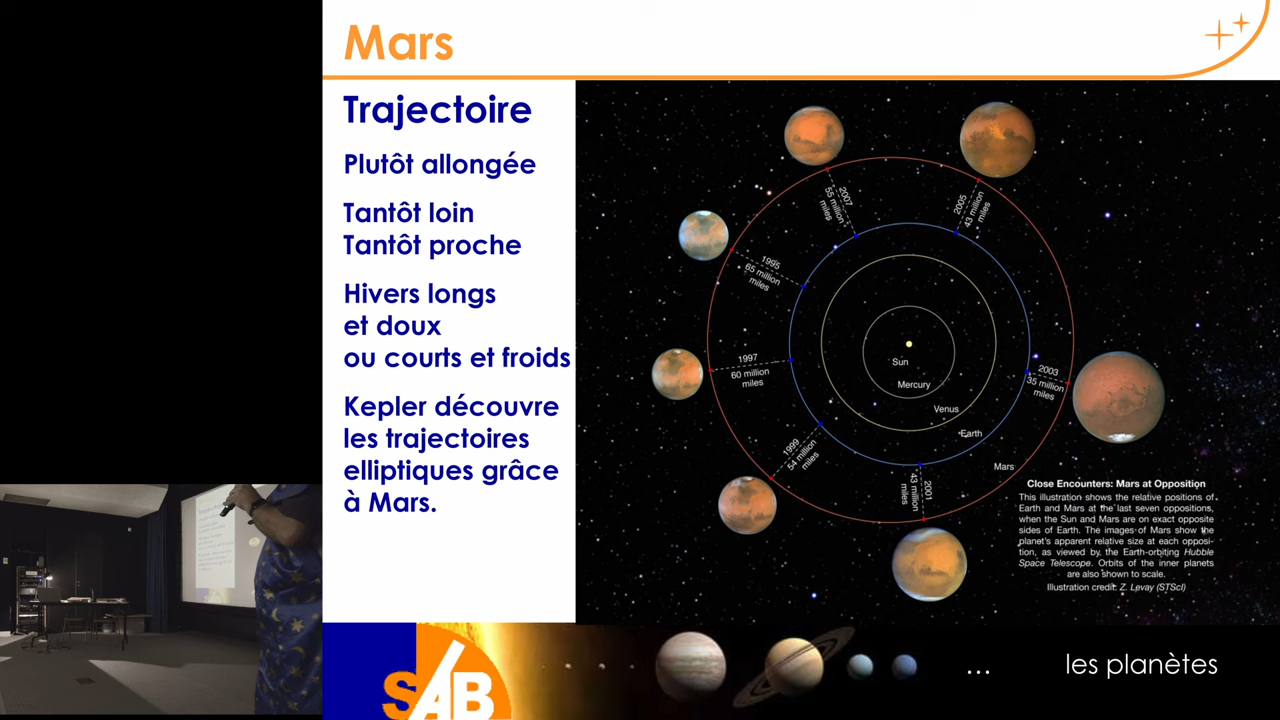 Mars
Trajectoire
Plutôt allongée
Tantôt loin
Tantôt proche
Hivers longs
et doux
ou courts et froids
Kepler découvre
les trajectoires
elliptiques grâce
à Mars.
2007
55 million
miles
2005
43 million
miles
1995
65 million
miles
1997
60 million
miles
2003
35 million
miles
1999
54 million
miles
2001
43 million
miles
Sun
Mercury
Venus
Earth
Mars
Close Encounters: Mars at Opposition
This illustration shows the relative positions of
Earth and Mars at the last seven oppositions,
when the Sun and Mars are on exact opposite
sides of Earth. The images of Mars show the
planet's apparent relative size at each opposi-
tion, as viewed by the Earth-orbiting Hubble
Space Telescope. Orbits of the inner planets
are also shown to scale.
Illustration credit: Z. Levay (STScI)
SAB
... les planètes